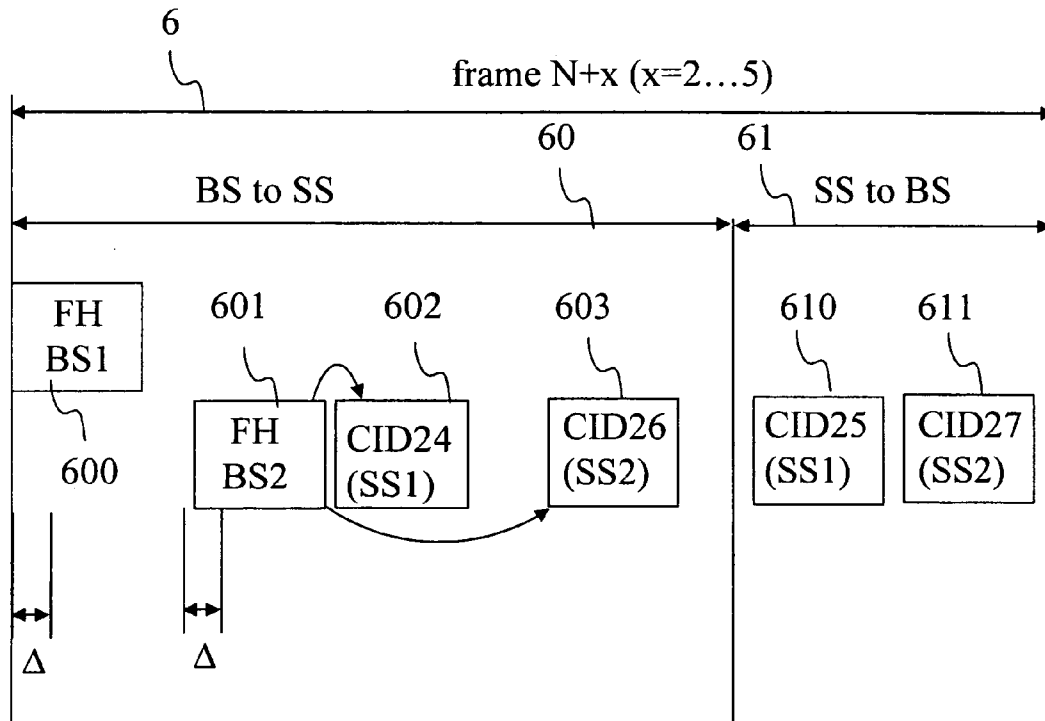 6
frame N+x (x=2...5)
60
61
BS to SS
SS to BS
FH
BS1
600
601
602
603
610
611
FH
BS2
CID24
(SS1)
CID26
(SS2)
CID25
(SS1)
CID27
(SS2)
Δ
Δ